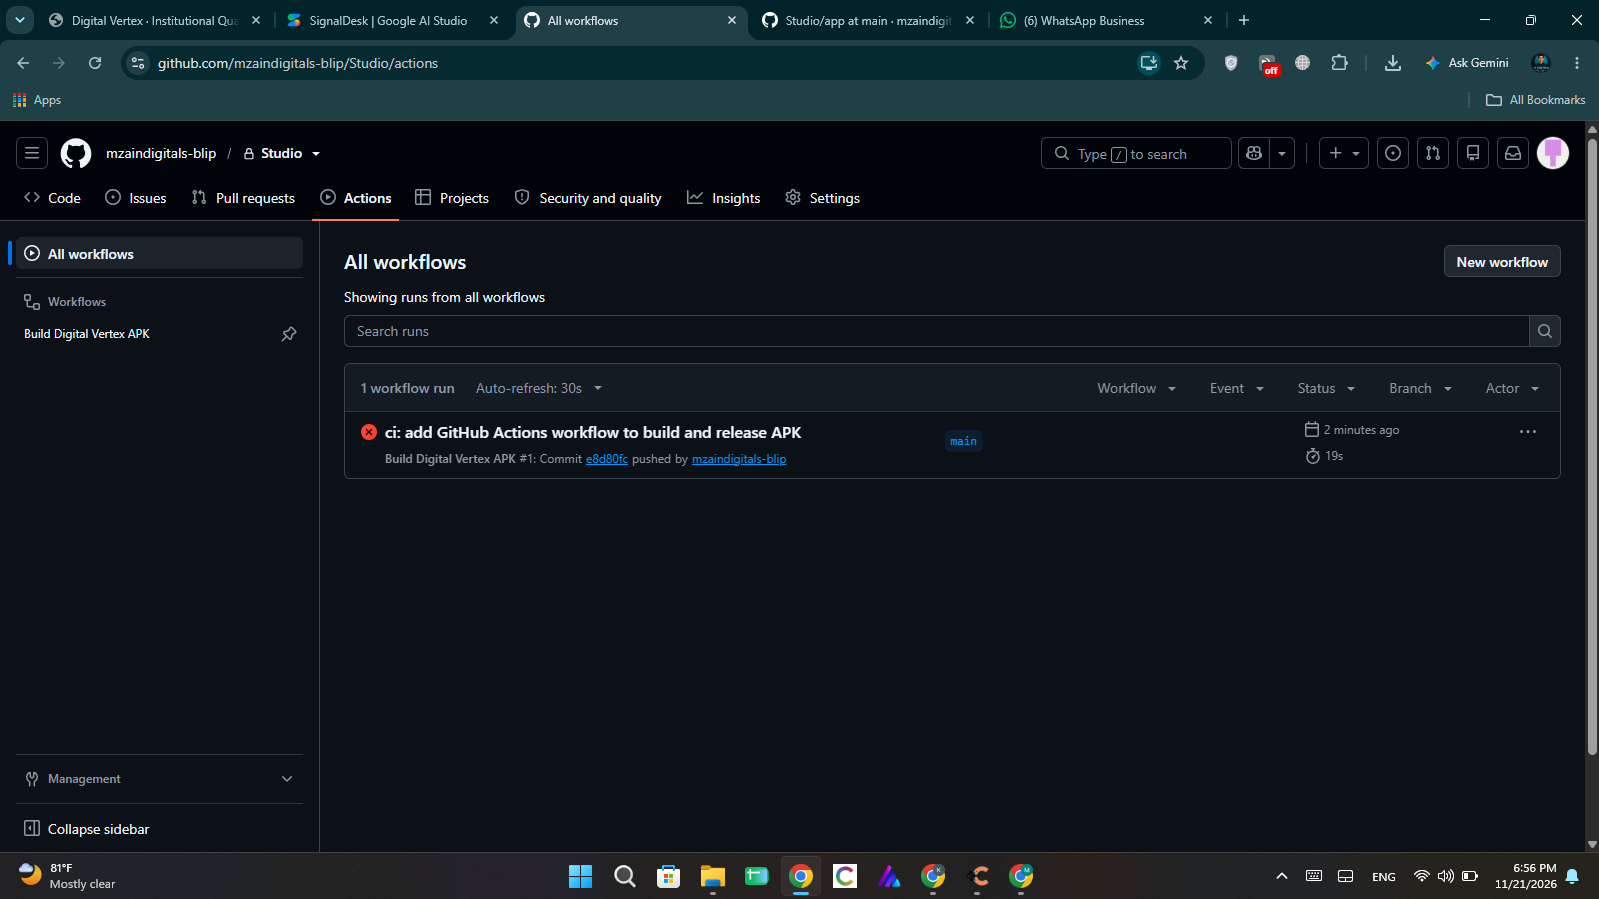 Digital Vertex · Institutional Qua
SignalDesk | Google AI Studio
All workflows
Studio/app at main · mzaindigit
(6) WhatsApp Business
github.com/mzaindigitals-blip/Studio/actions
off
Ask Gemini
Apps
All Bookmarks
mzaindigitals-blip / Studio
Type / to search
Code
Issues
Pull requests
Actions
Projects
Security and quality
Insights
Settings
All workflows
Workflows
Build Digital Vertex APK
Management
Collapse sidebar
All workflows
New workflow
Showing runs from all workflows
Search runs
1 workflow run
Auto-refresh: 30s
Workflow
Event
Status
Branch
Actor
ci: add GitHub Actions workflow to build and release APK
Build Digital Vertex APK #1: Commit e8d80fc pushed by mzaindigitals-blip
main
2 minutes ago
19s
81°F
Mostly clear
K
M
ENG
6:56 PM
11/21/2026